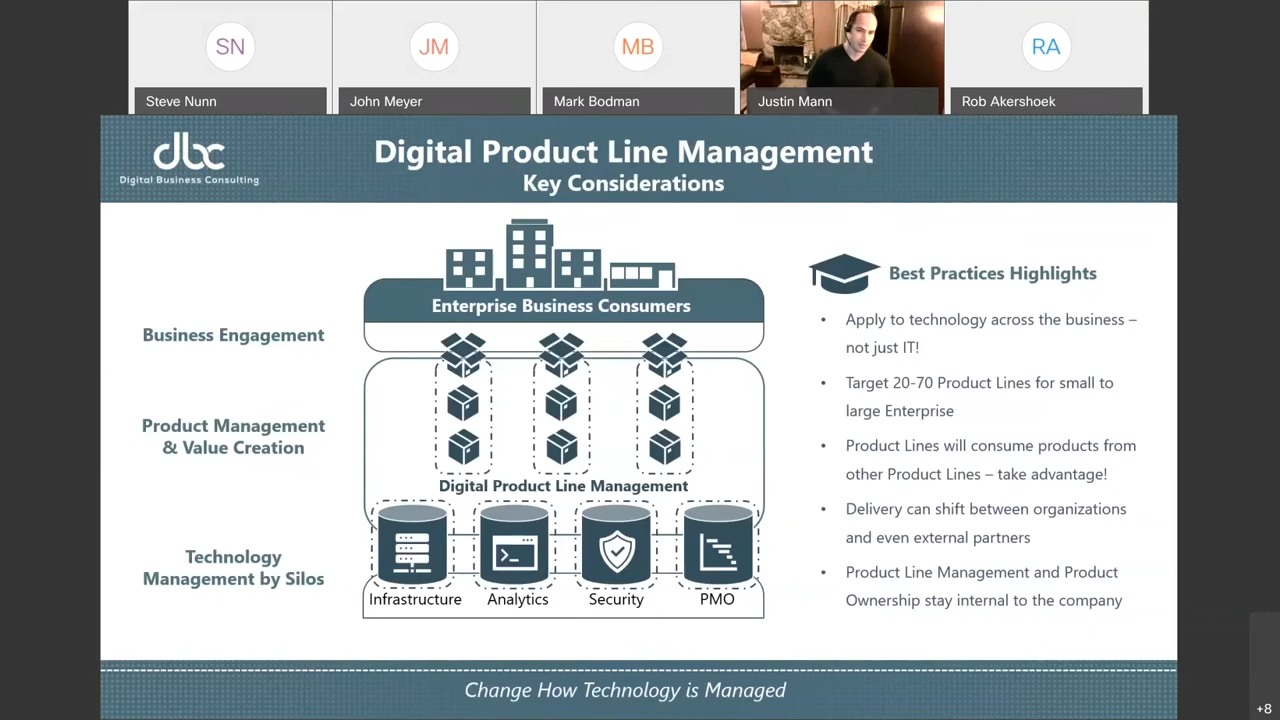 SN
JM
MB
RA
Steve Nunn
John Meyer
Mark Bodman
Justin Mann
Rob Akershoek
dbc
Digital Business Consulting
Digital Product Line Management
Key Considerations
Enterprise Business Consumers
Business Engagement
Product Management
& Value Creation
Digital Product Line Management
Technology
Management by Silos
Infrastructure
Analytics
Security
PMO
Best Practices Highlights
• Apply to technology across the business –
not just IT!
• Target 20-70 Product Lines for small to
large Enterprise
• Product Lines will consume products from
other Product Lines – take advantage!
• Delivery can shift between organizations
and even external partners
• Product Line Management and Product
Ownership stay internal to the company
Change How Technology is Managed
+8